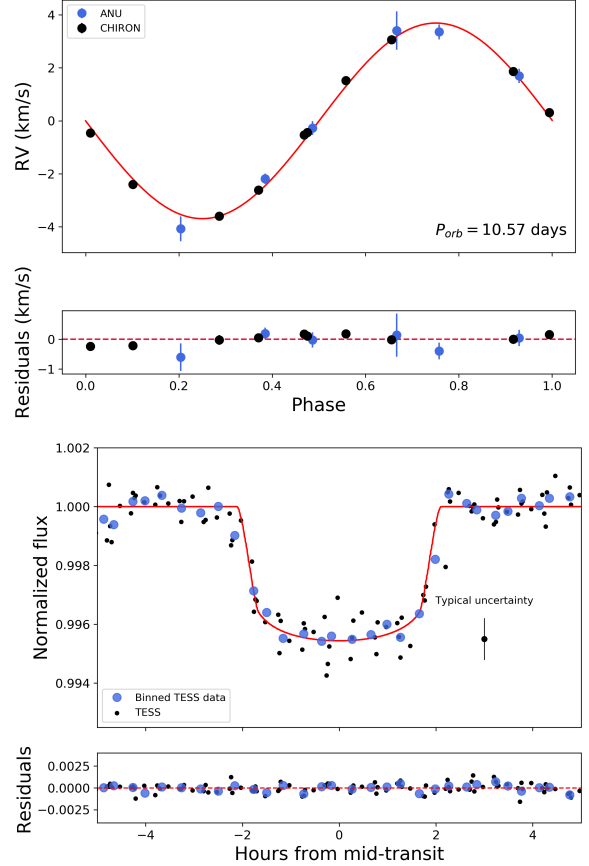 ANU
CHIRON
4
2
0
−2
−4
RV (km/s)
P_orb = 10.57 days
0
−1
Residuals (km/s)
0.0 0.2 0.4 0.6 0.8 1.0
Phase
1.002
1.000
0.998
0.996
0.994
Normalized flux
Typical uncertainty
Binned TESS data
TESS
0.0025
0.0000
−0.0025
Residuals
−4 −2 0 2 4
Hours from mid-transit